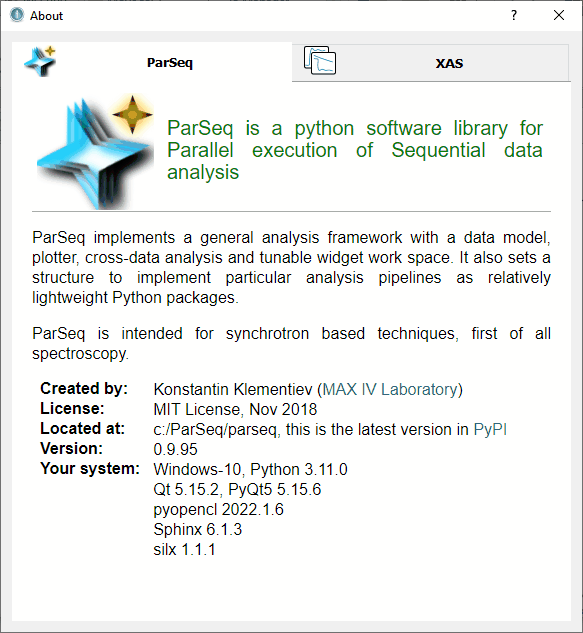 About
?
ParSeq
XAS
ParSeq is a python software library for
Parallel execution of Sequential data
analysis
ParSeq implements a general analysis framework with a data model,
plotter, cross-data analysis and tunable widget work space. It also sets a
structure to implement particular analysis pipelines as relatively
lightweight Python packages.
ParSeq is intended for synchrotron based techniques, first of all
spectroscopy.
Created by: Konstantin Klementiev (MAX IV Laboratory)
License: MIT License, Nov 2018
Located at: c:/ParSeq/parseq, this is the latest version in PyPI
Version: 0.9.95
Your system: Windows-10, Python 3.11.0
Qt 5.15.2, PyQt5 5.15.6
pyopencl 2022.1.6
Sphinx 6.1.3
silx 1.1.1